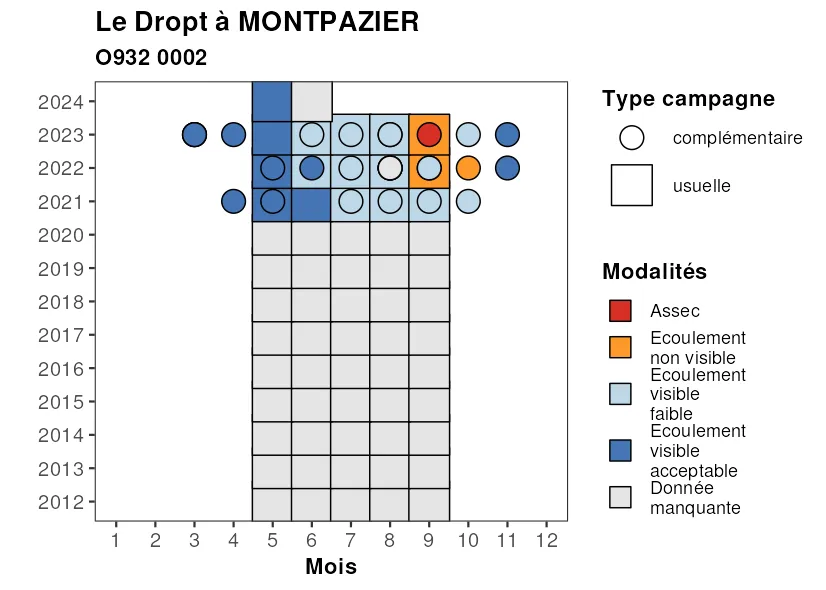 Le Dropt à MONTPAZIER
O932 0002
2024
2023
2022
2021
2020
2019
2018
2017
2016
2015
2014
2013
2012
1 2 3 4 5 6 7 8 9 10 11 12
Mois
Type campagne
complémentaire
usuelle
Modalités
Assec
Ecoulement
non visible
Ecoulement
visible
faible
Ecoulement
visible
acceptable
Donnée
manquante